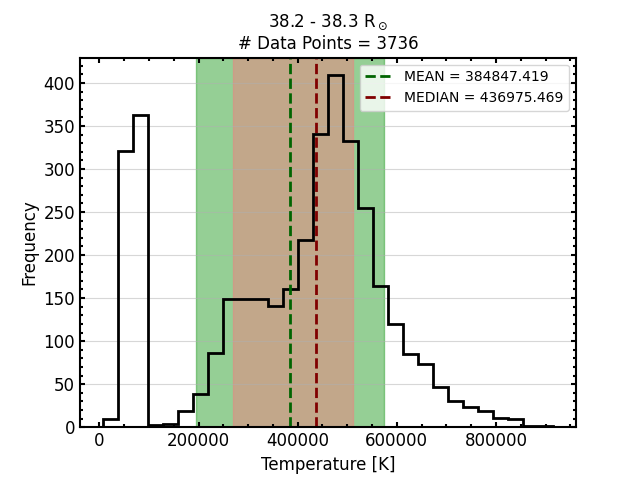 38.2 - 38.3 R⊙
# Data Points = 3736
MEAN = 384847.419
MEDIAN = 436975.469
Frequency
400
350
300
250
200
150
100
50
0
0 200000 400000 600000 800000
Temperature [K]